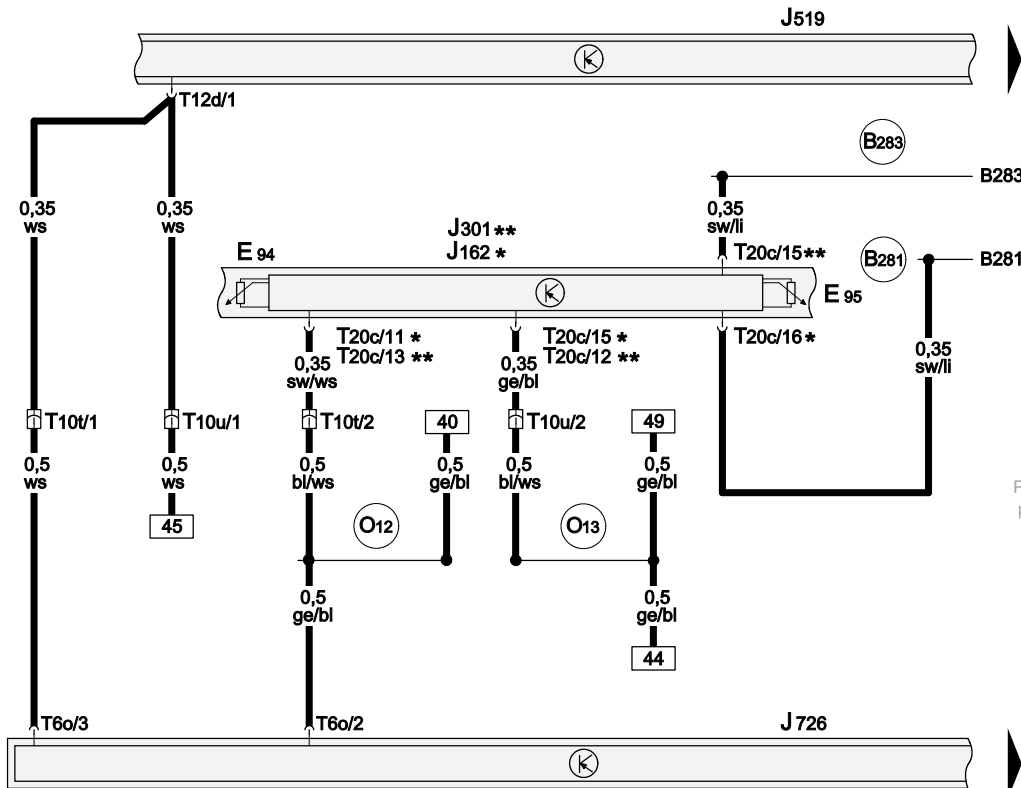 J519
T12d/1
B283
B283
0,35
ws
0,35
ws
0,35
sw/li
J301 **
J162 *
E 94
T20c/15 **
B281
B281
E 95
T20c/11 *
T20c/13 **
T20c/15 *
T20c/12 **
T20c/16 *
0,35
sw/ws
0,35
ge/bl
0,35
sw/li
T10t/1
T10u/1
T10t/2
40
T10u/2
49
0,5
ws
0,5
ws
0,5
bl/ws
0,5
ge/bl
0,5
bl/ws
0,5
ge/bl
45
O12
O13
0,5
ge/bl
0,5
ge/bl
44
T6o/3
T6o/2
J 726